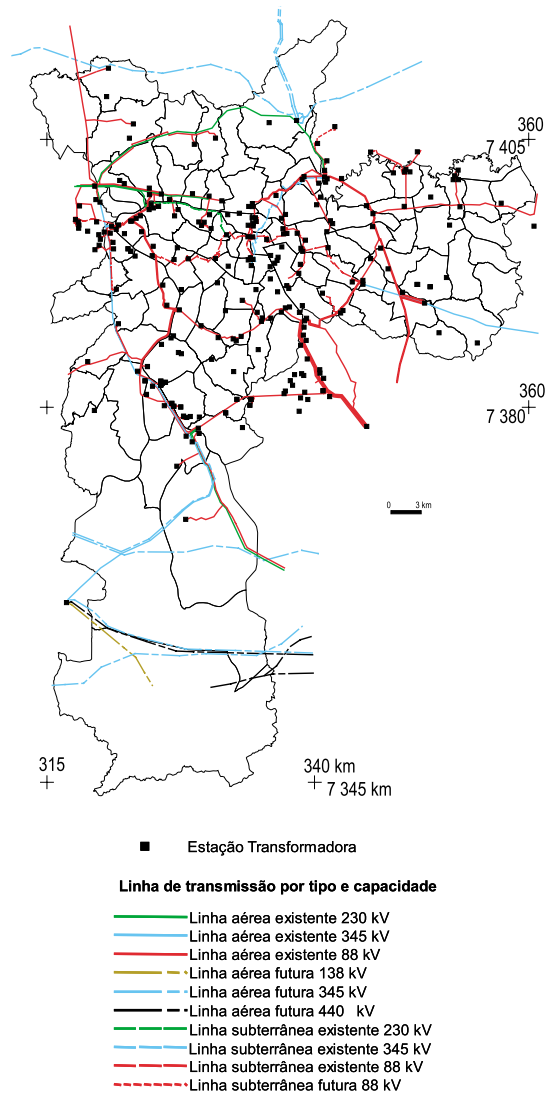 360
7 405
360
7 380
0 3 km
315
340 km
7 345 km
Estação Transformadora
Linha de transmissão por tipo e capacidade
Linha aérea existente 230 kV
Linha aérea existente 345 kV
Linha aérea existente 88 kV
Linha aérea futura 138 kV
Linha aérea futura 345 kV
Linha aérea futura 440 kV
Linha subterrânea existente 230 kV
Linha subterrânea existente 345 kV
Linha subterrânea existente 88 kV
Linha subterrânea futura 88 kV